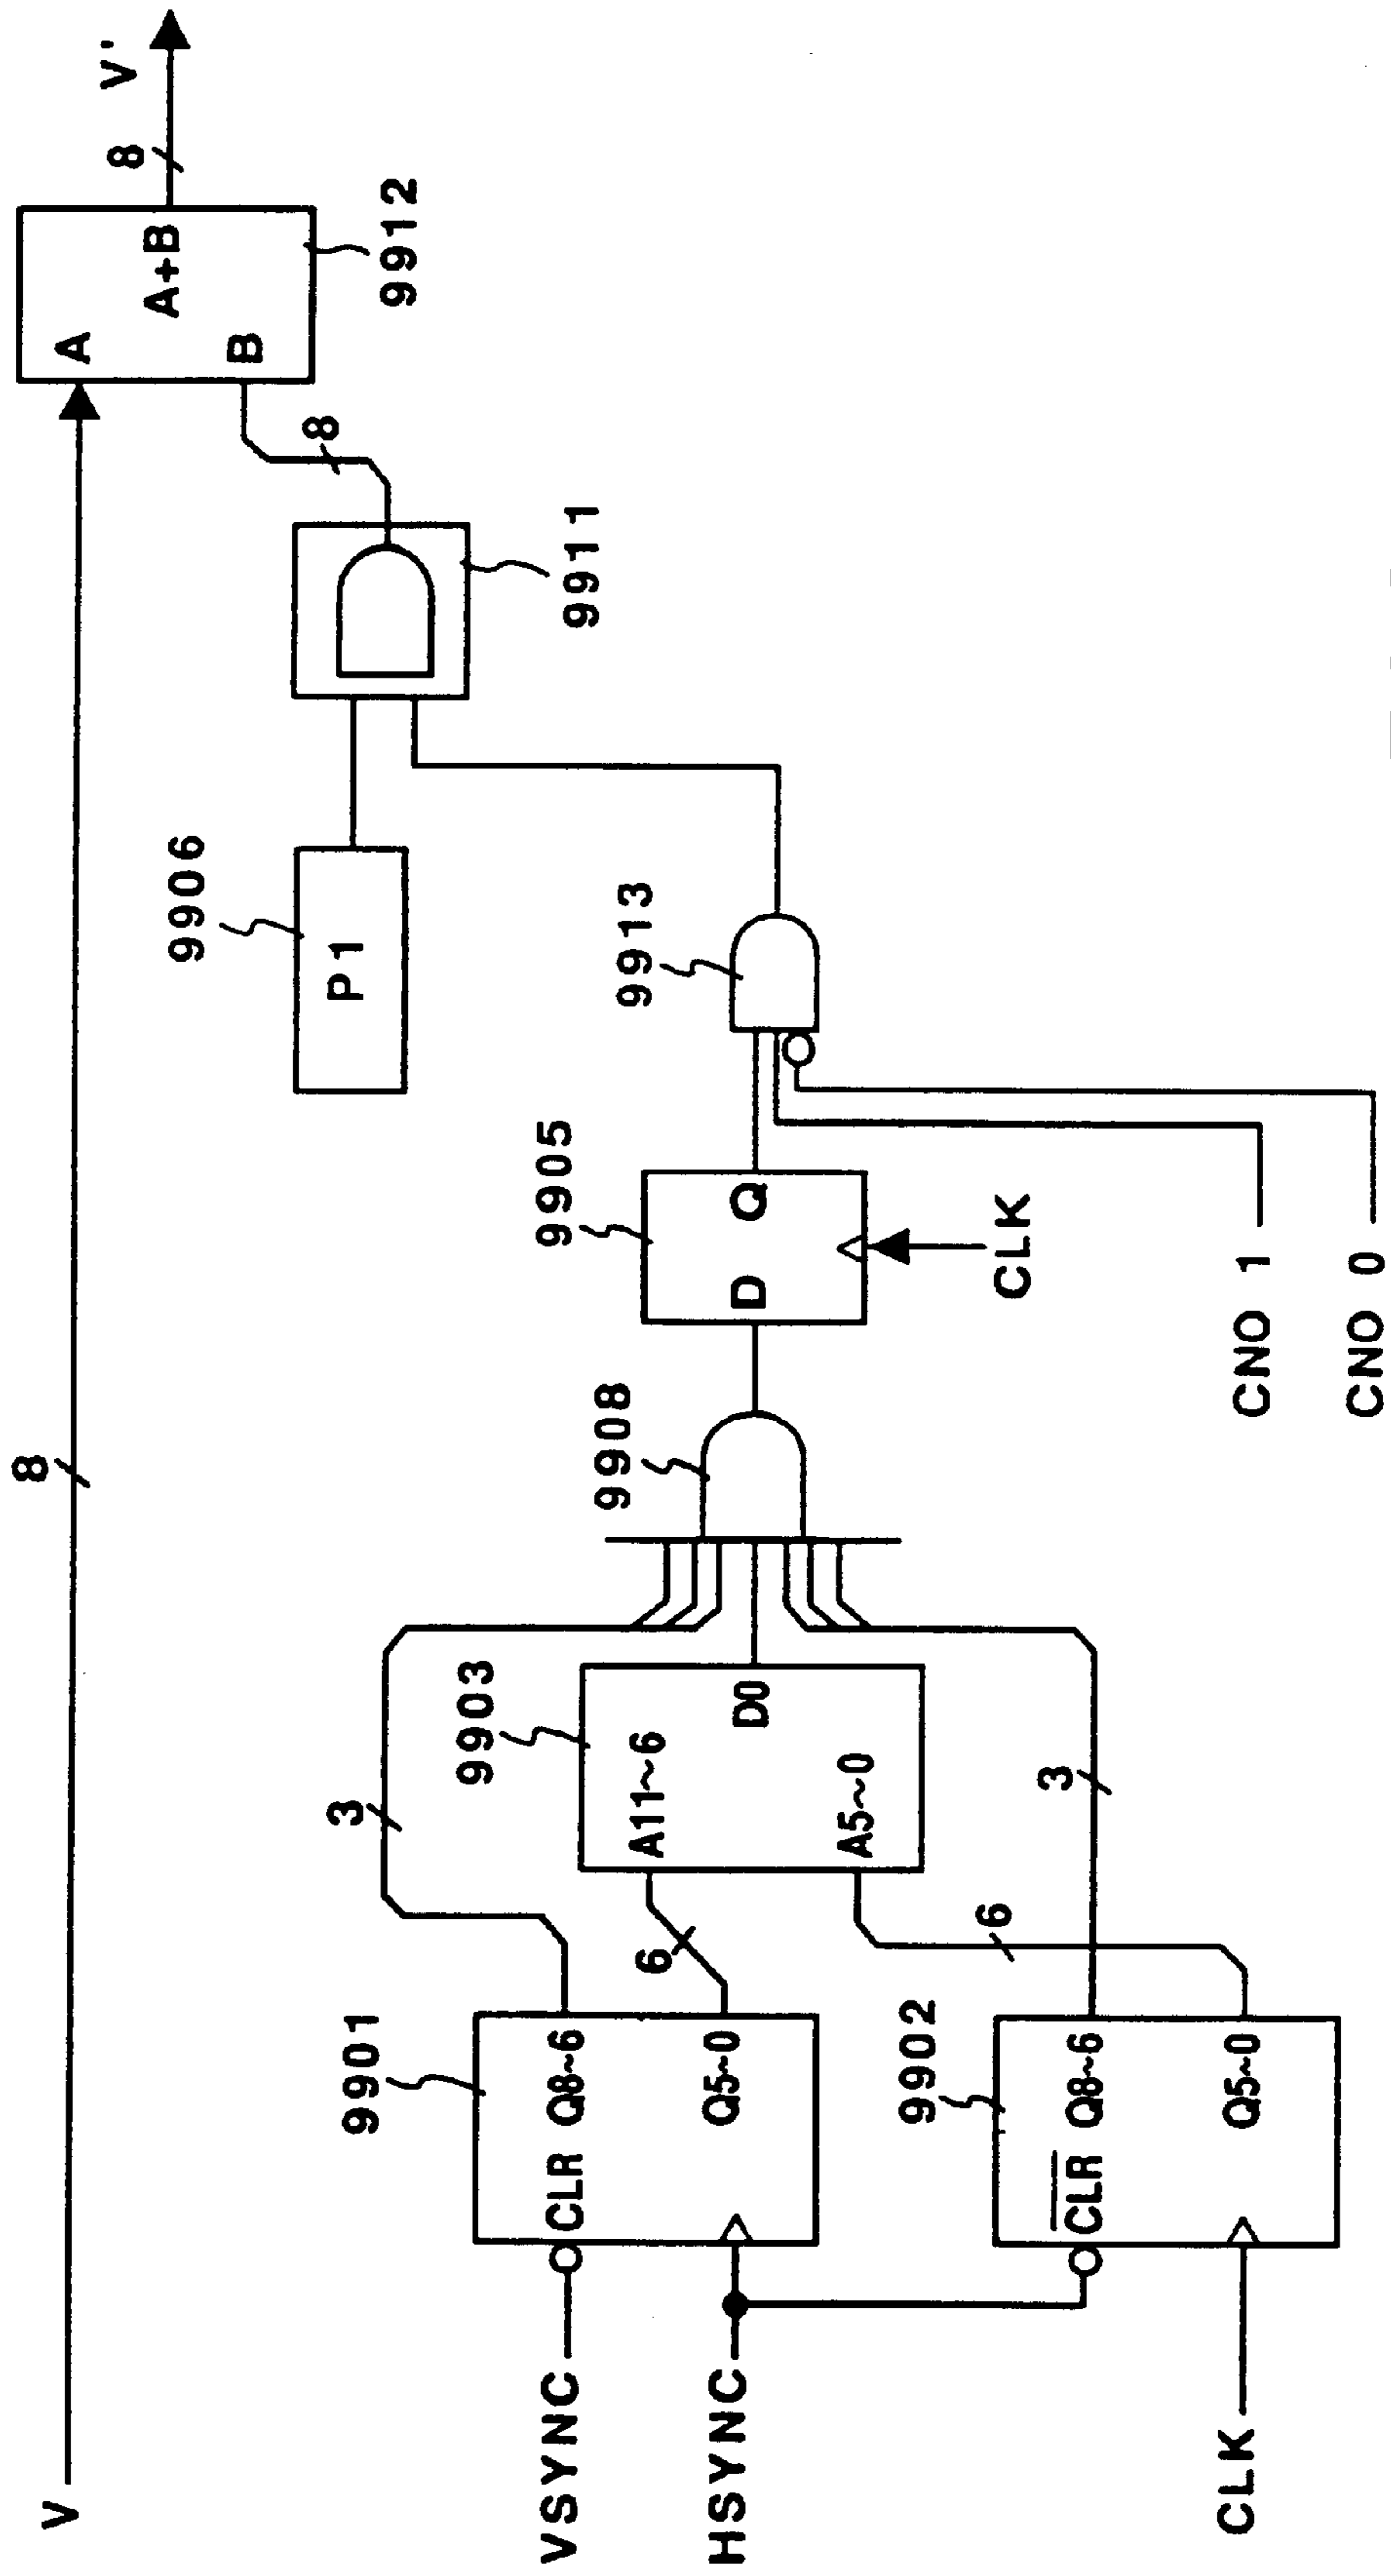 V
8
A
A+B
B
8
V'
9912
8
9911
9906
P1
9913
9905
D
Q
CLK
CNO 1
CNO 0
9908
9903
A11~6
D0
A5~0
3
6
3
6
9901
CLR
Q8~6
Q5~0
9902
CLR
Q8~6
Q5~0
VSYNC
HSYNC
CLK